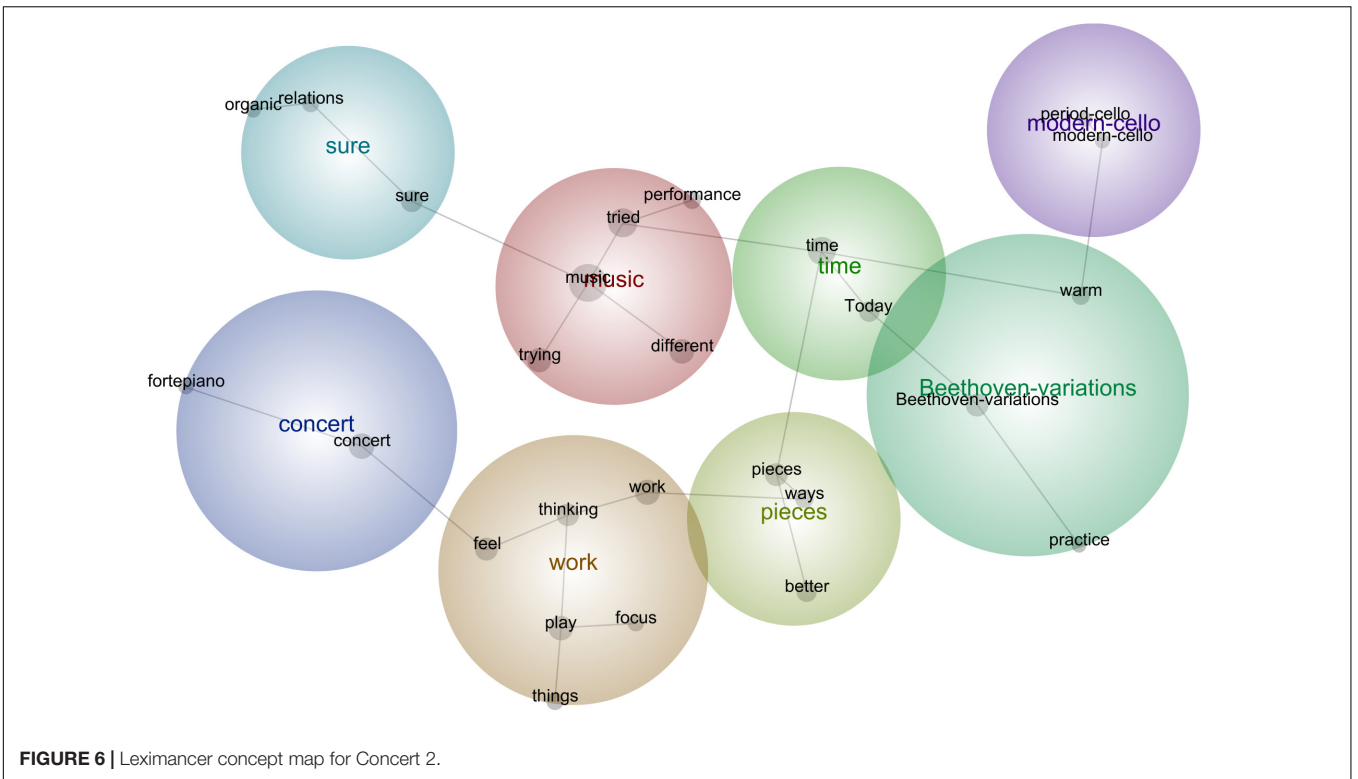 organic
relations
sure
sure
period-cello
modern-cello
modern-cello
performance
tried
music
music
trying
different
time
time
Today
warm
Beethoven-variations
Beethoven-variations
practice
fortepiano
concert
concert
pieces
ways
pieces
better
work
thinking
feel
work
play
focus
things
FIGURE 6 | Leximancer concept map for Concert 2.